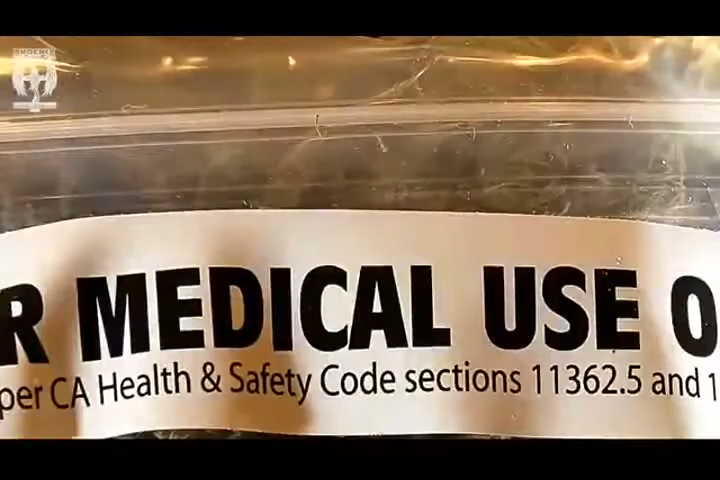 R MEDICAL USE O
per CA Health & Safety Code sections 11362.5 and 1